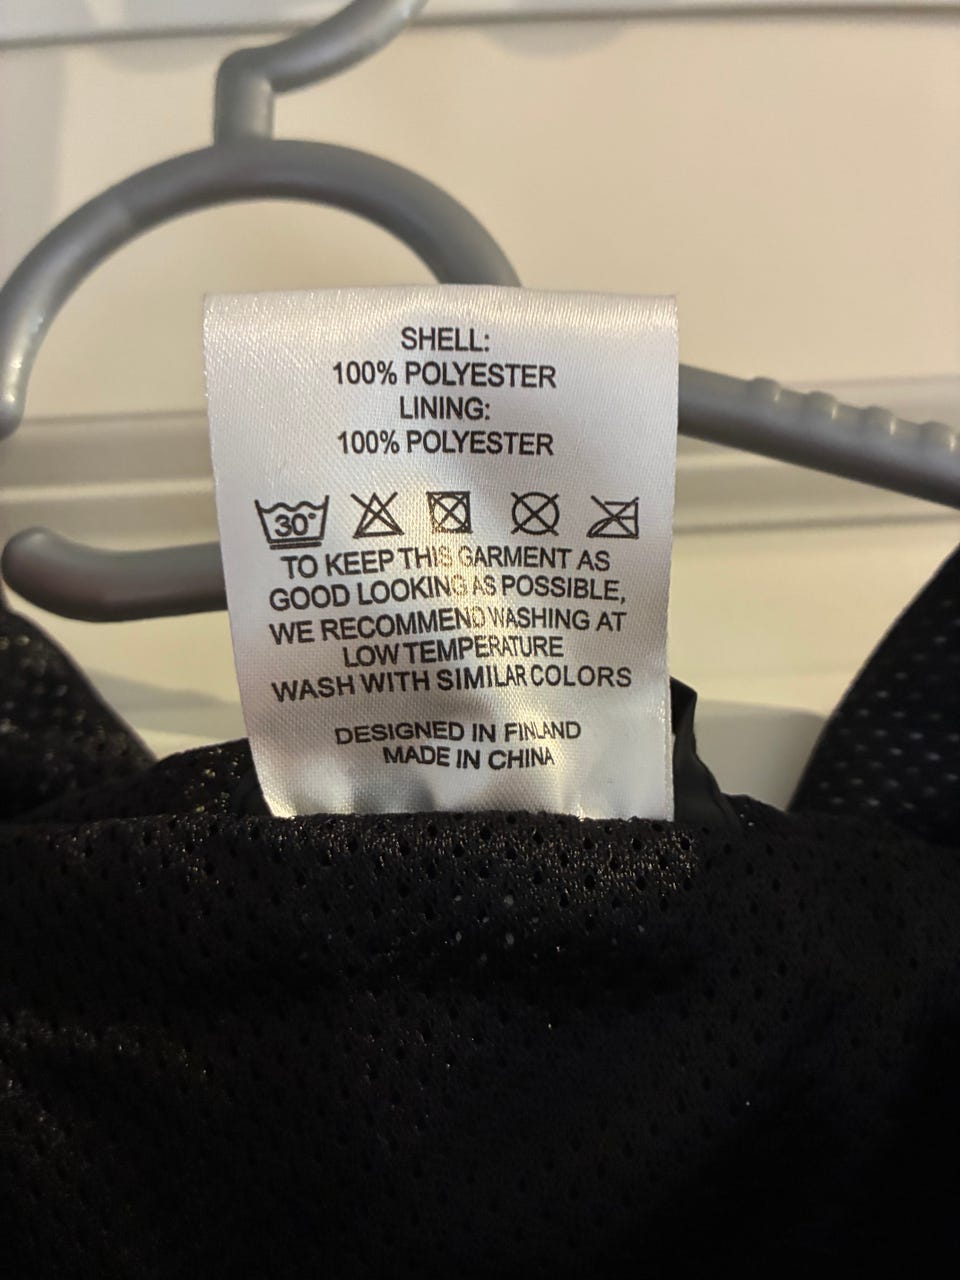 SHELL:
100% POLYESTER
LINING:
100% POLYESTER
30°
TO KEEP THIS GARMENT AS
GOOD LOOKING AS POSSIBLE,
WE RECOMMEND WASHING AT
LOW TEMPERATURE
WASH WITH SIMILAR COLORS
DESIGNED IN FINLAND
MADE IN CHINA